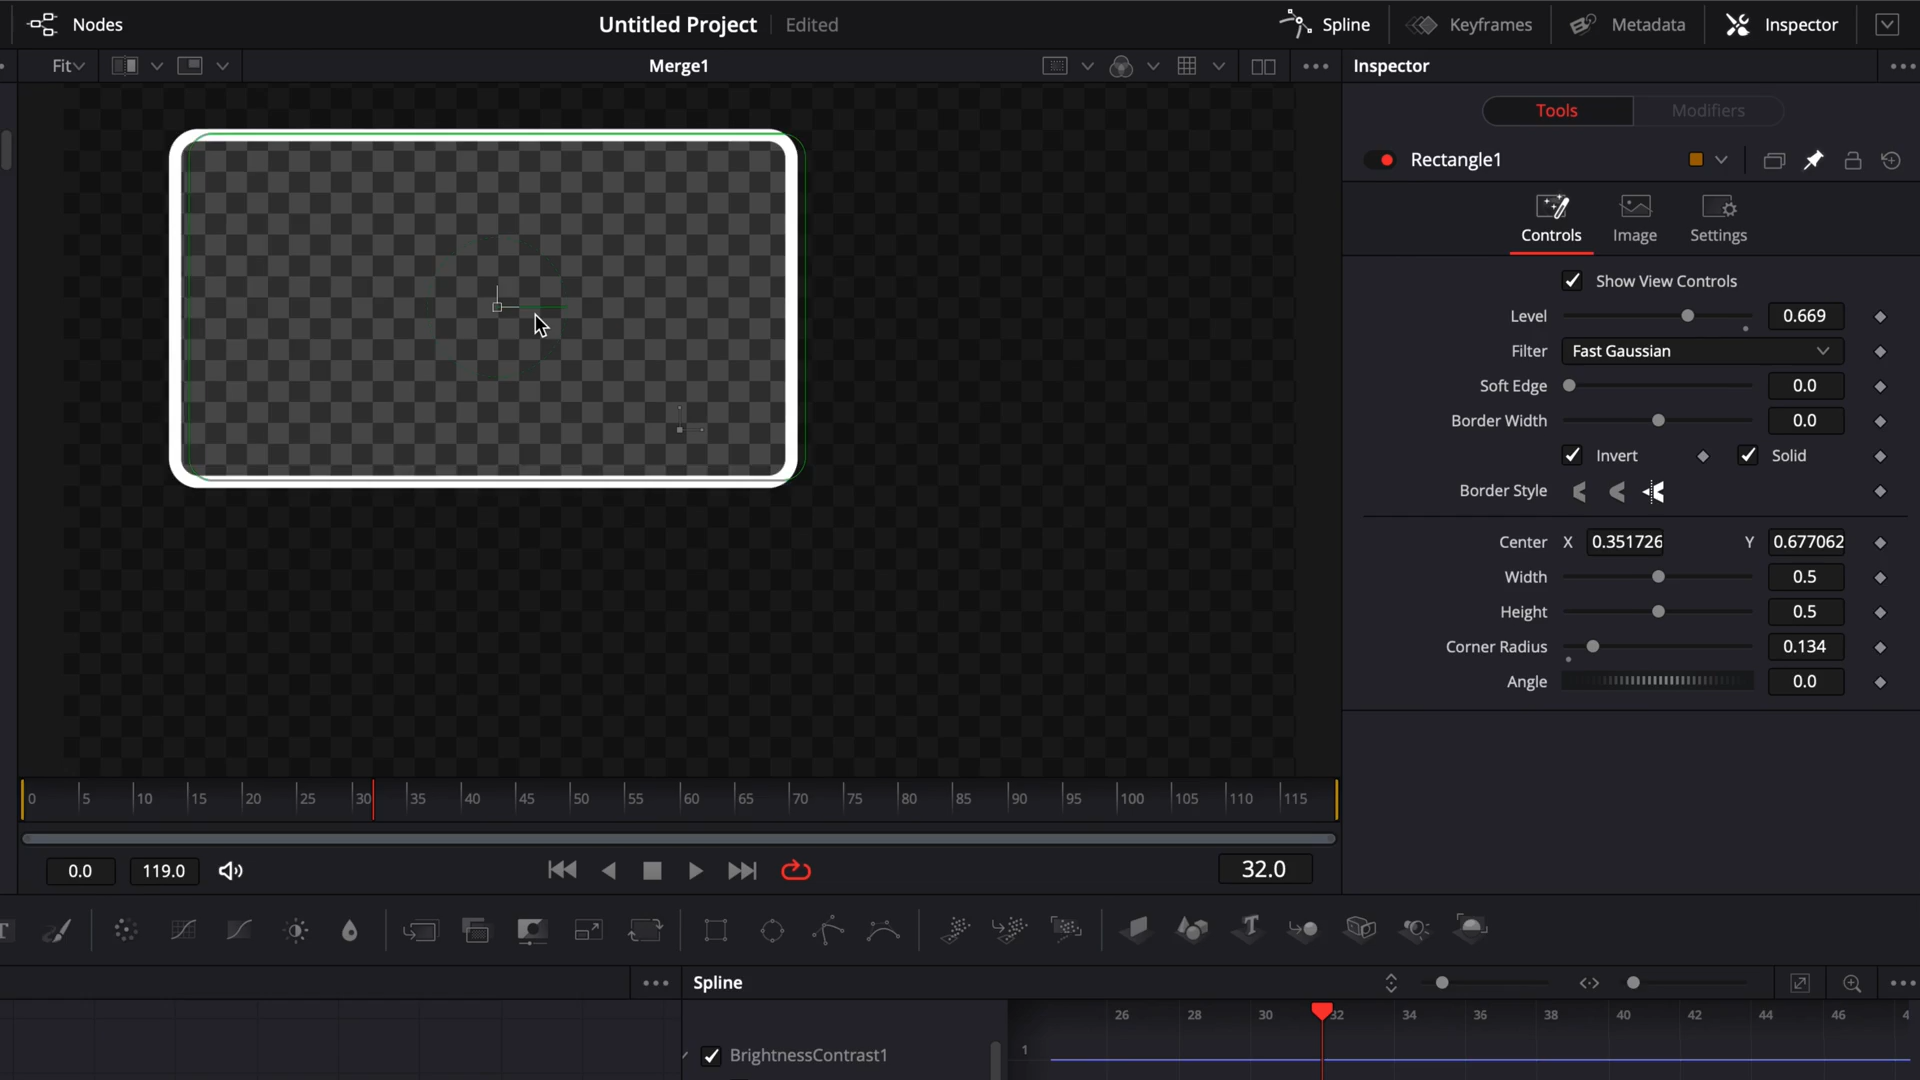 Nodes
Untitled Project Edited
Spline
Keyframes
Metadata
Inspector
Fit
Merge1
Inspector
Tools
Modifiers
Rectangle1
Controls
Image
Settings
Show View Controls
Level 0.669
Filter Fast Gaussian
Soft Edge 0.0
Border Width 0.0
Invert Solid
Border Style
Center X 0.351726 Y 0.677062
Width 0.5
Height 0.5
Corner Radius 0.134
Angle 0.0
0 5 10 15 20 25 30 35 40 45 50 55 60 65 70 75 80 85 90 95 100 105 110 115
0.0 119.0 32.0
T
Spline
26 28 30 32 34 36 38 40 42 44 46 4
BrightnessContrast1
1